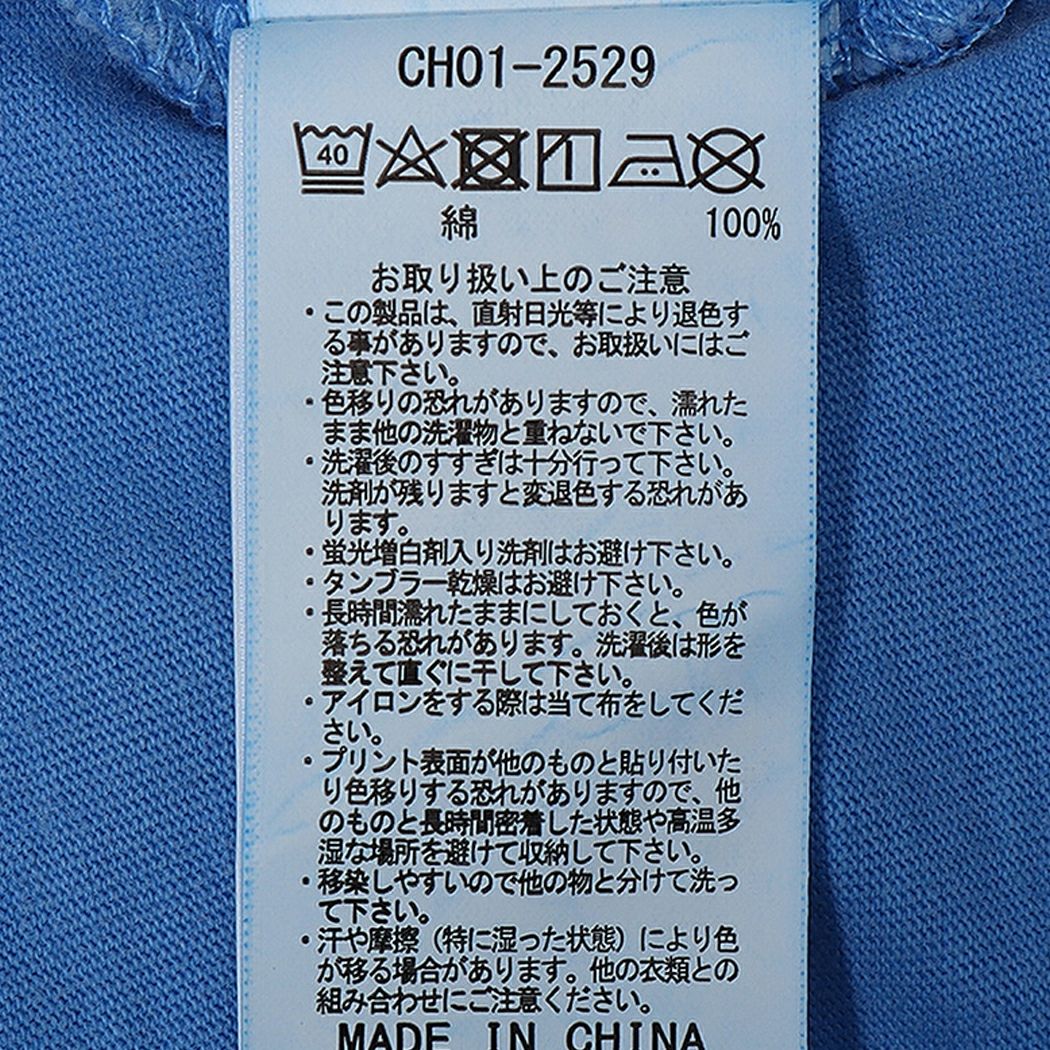 CH01-2529
40
綿 100%
お取り扱い上のご注意
・この製品は、直射日光等により退色す
る事がありますので、お取扱いにはご
注意下さい。
・色移りの恐れがありますので、濡れた
まま他の洗濯物と重ねないで下さい。
・洗濯後のすすぎは十分行って下さい。
洗剤が残りますと変退色する恐れがあ
ります。
・蛍光増白剤入り洗剤はお避け下さい。
・タンブラー乾燥はお避け下さい。
・長時間濡れたままにしておくと、色が
落ちる恐れがあります。洗濯後は形を
整えて直ぐに干して下さい。
・アイロンをする際は当て布をしてくだ
さい。
・プリント表面が他のものと貼り付いた
り色移りする恐れがありますので、他
のものと長時間密着した状態や高温多
湿な場所を避けて収納して下さい。
・移染しやすいので他の物と分けて洗っ
て下さい。
・汗や摩擦（特に湿った状態）により色
が移る場合があります。他の衣類との
組み合わせにご注意ください。
MADE IN CHINA